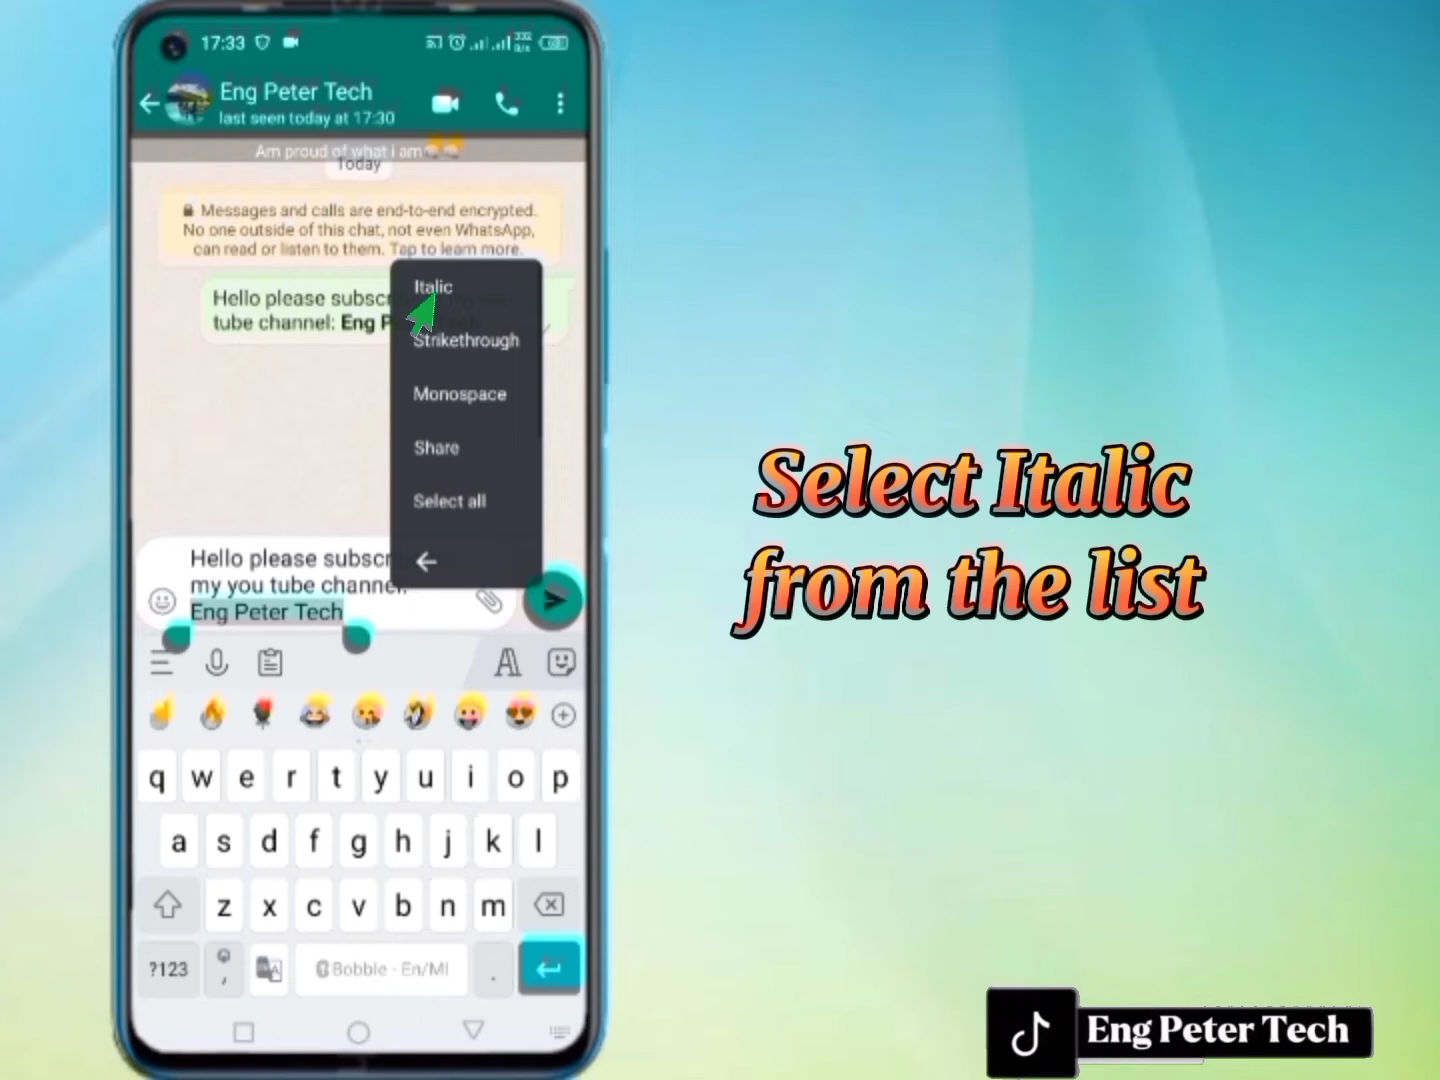 17:33
332
B/s
Eng Peter Tech
last seen today at 17:30
Am proud of what i am
Today
Messages and calls are end-to-end encrypted.
No one outside of this chat, not even WhatsApp,
can read or listen to them. Tap to learn more.
Hello please subscr
tube channel: Eng P
Italic
Strikethrough
Monospace
Share
Select all
Hello please subscr
my you tube channel:
Eng Peter Tech
q w e r t y u i o p
a s d f g h j k l
z x c v b n m
?123 , Bobble - En/MI .
Select Italic
from the list
Eng Peter Tech